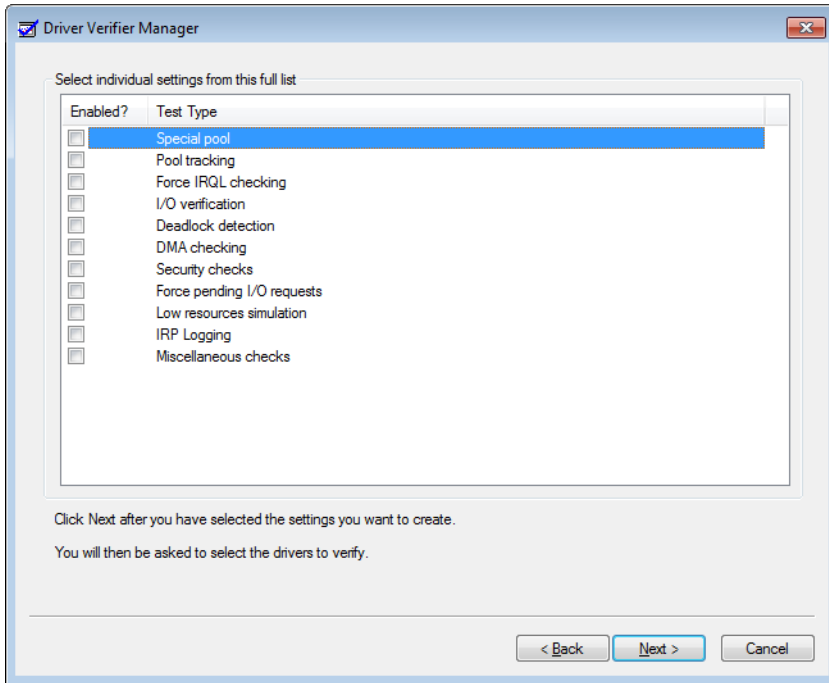 Driver Verifier Manager
Select individual settings from this full list
Enabled? Test Type
Special pool
Pool tracking
Force IRQL checking
I/O verification
Deadlock detection
DMA checking
Security checks
Force pending I/O requests
Low resources simulation
IRP Logging
Miscellaneous checks
Click Next after you have selected the settings you want to create.
You will then be asked to select the drivers to verify.
< Back Next > Cancel